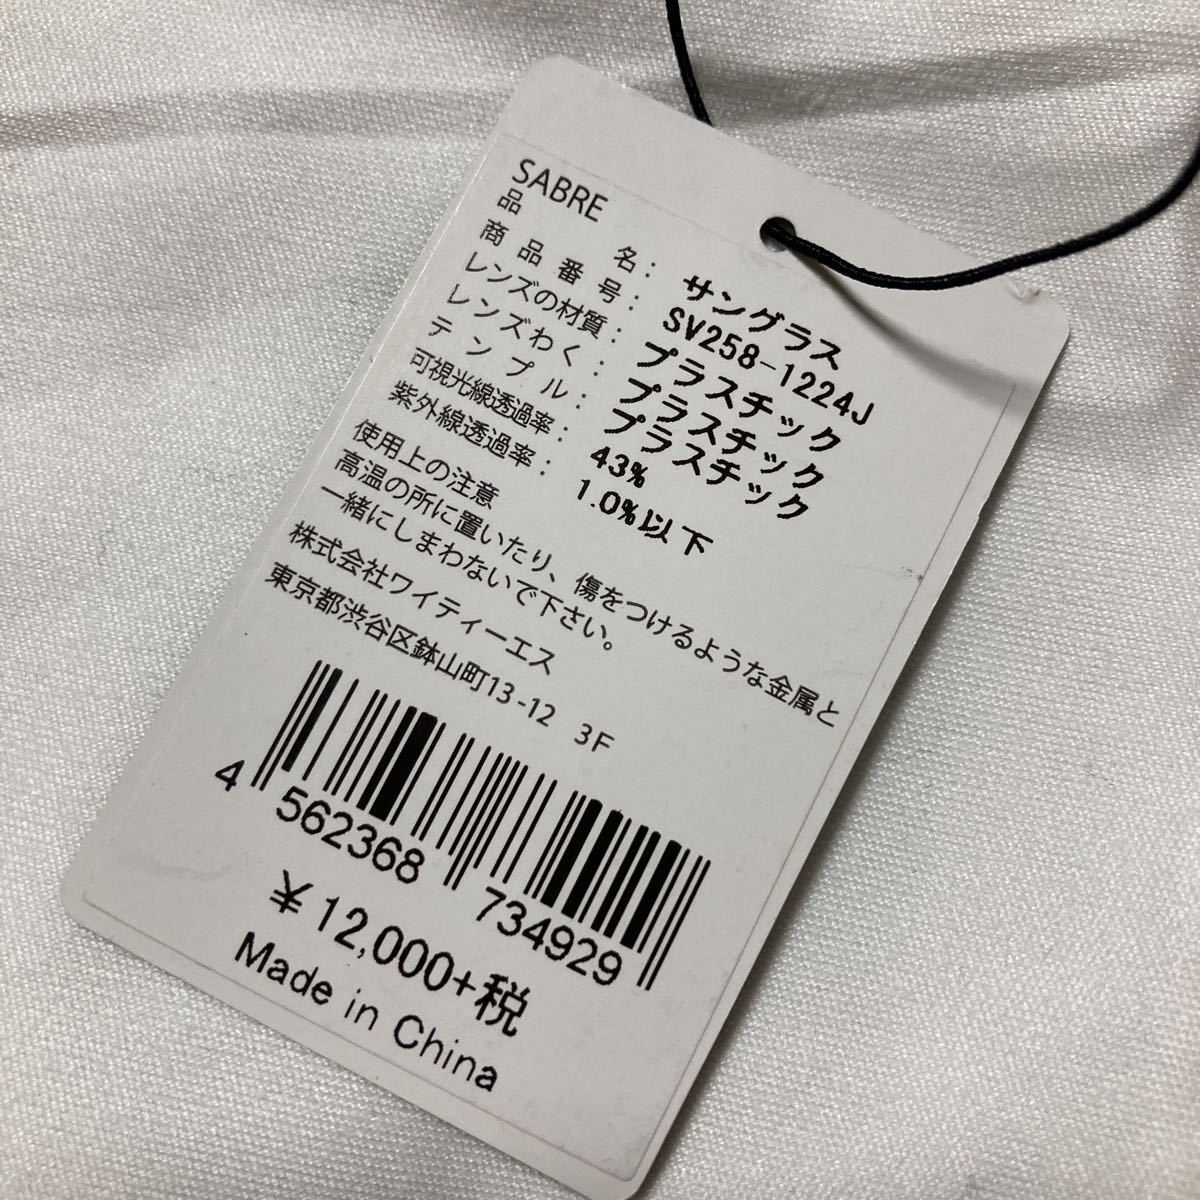 SABRE
品名: サングラス
商品番号: SV258-1224J
レンズの材質: プラスチック
レンズわく: プラスチック
テンプル: プラスチック
可視光線透過率: 43%
紫外線透過率: 1.0%以下
使用上の注意
高温の所に置いたり、傷をつけるような金属と
一緒にしまわないで下さい。
株式会社ワイティーエス
東京都渋谷区鉢山町13-12 3F
4 562368 734929
¥12,000+税
Made in China